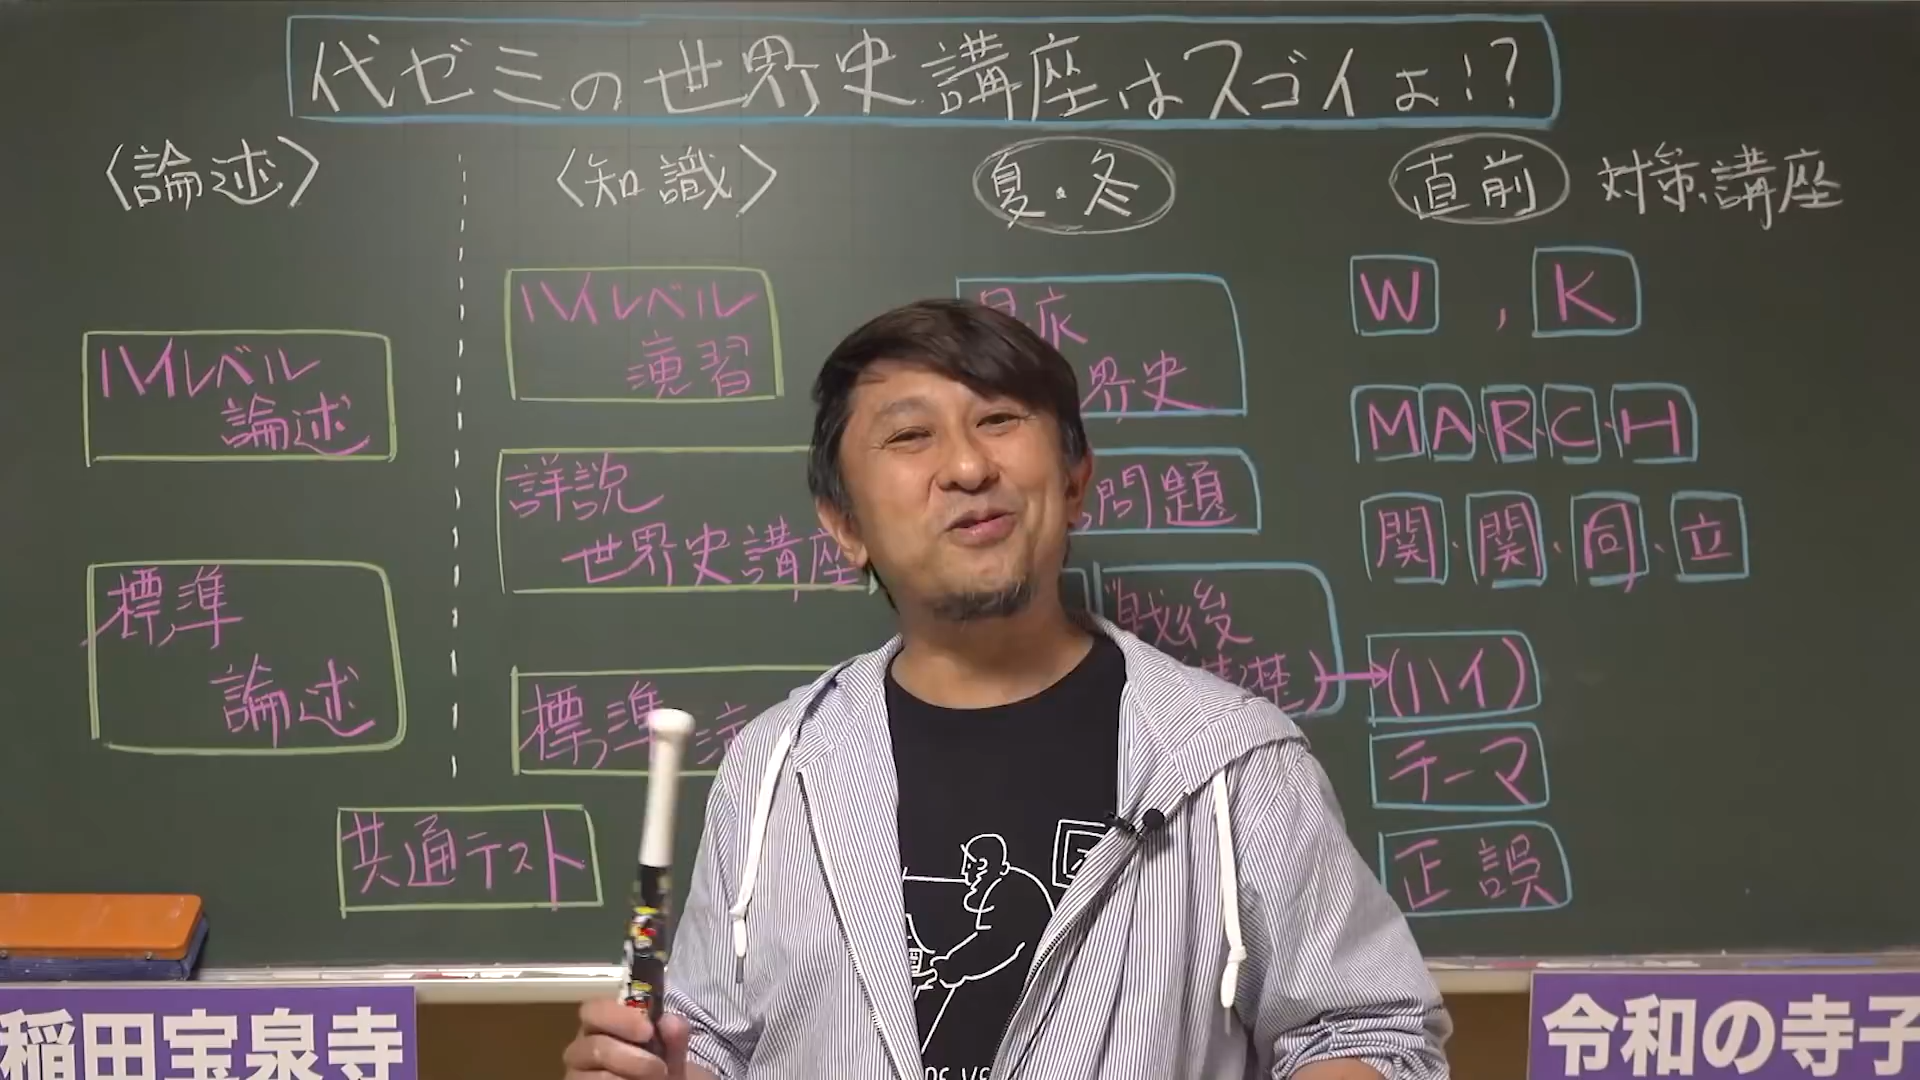 代ゼミの世界史講座はスゴイよ!?
〈論述〉
〈知識〉
夏・冬
直前 対策講座
ハイレベル
論述
標準
論述
共通テスト
ハイレベル
演習
詳説
世界史講座
標準
界史
問題
戦後
W , K
M・A・R・C・H
関・関・同・立
(ハイ)
テーマ
正誤
稲田宝泉寺
令和の寺子